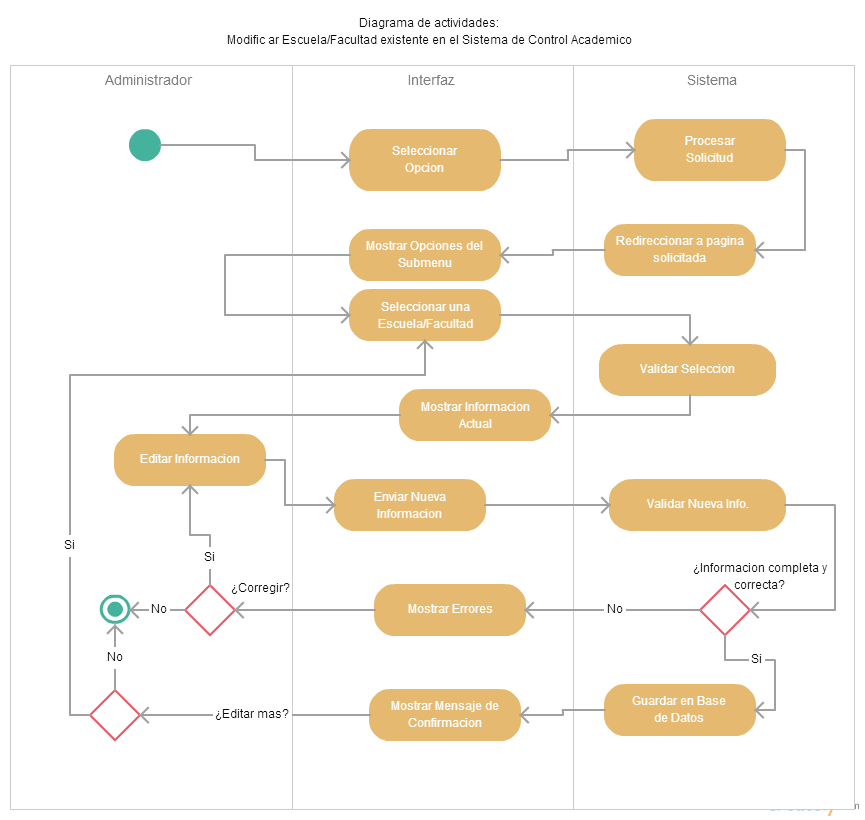 Diagrama de actividades:
Modific ar Escuela/Facultad existente en el Sistema de Control Academico
Administrador
Interfaz
Sistema
Seleccionar
Opcion
Procesar
Solicitud
Mostrar Opciones del
Submenu
Redireccionar a pagina
solicitada
Seleccionar una
Escuela/Facultad
Validar Seleccion
Mostrar Informacion
Actual
Editar Informacion
Enviar Nueva
Informacion
Validar Nueva Info.
Si
Si
¿Informacion completa y
correcta?
¿Corregir?
No
Mostrar Errores
No
No
Si
Guardar en Base
de Datos
Mostrar Mensaje de
Confirmacion
¿Editar mas?